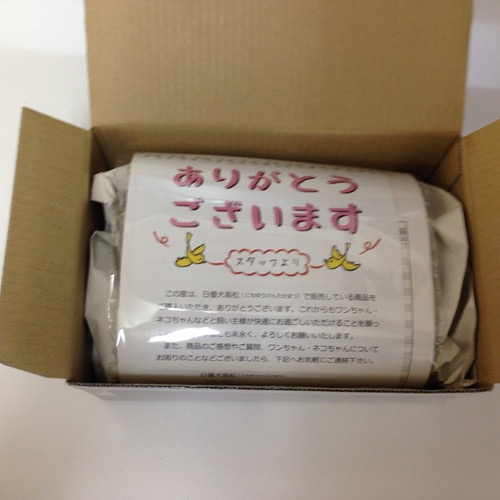 ありがとう
ございます
スタッフより
この度は、日優犬高松(にちゆうけんたかまつ)で販売している商品を
購入いただき、ありがとうございます。これからもワンちゃん・
ネコちゃんなどと飼い主様が快適にお過ごしいただけることを願っ
も末永く、よろしくお願いいたします。
また、商品のご感想やご質問、ワンちゃん・ネコちゃんについて
お困りのことなどございましたら、下記へお気軽にご連絡下さい。